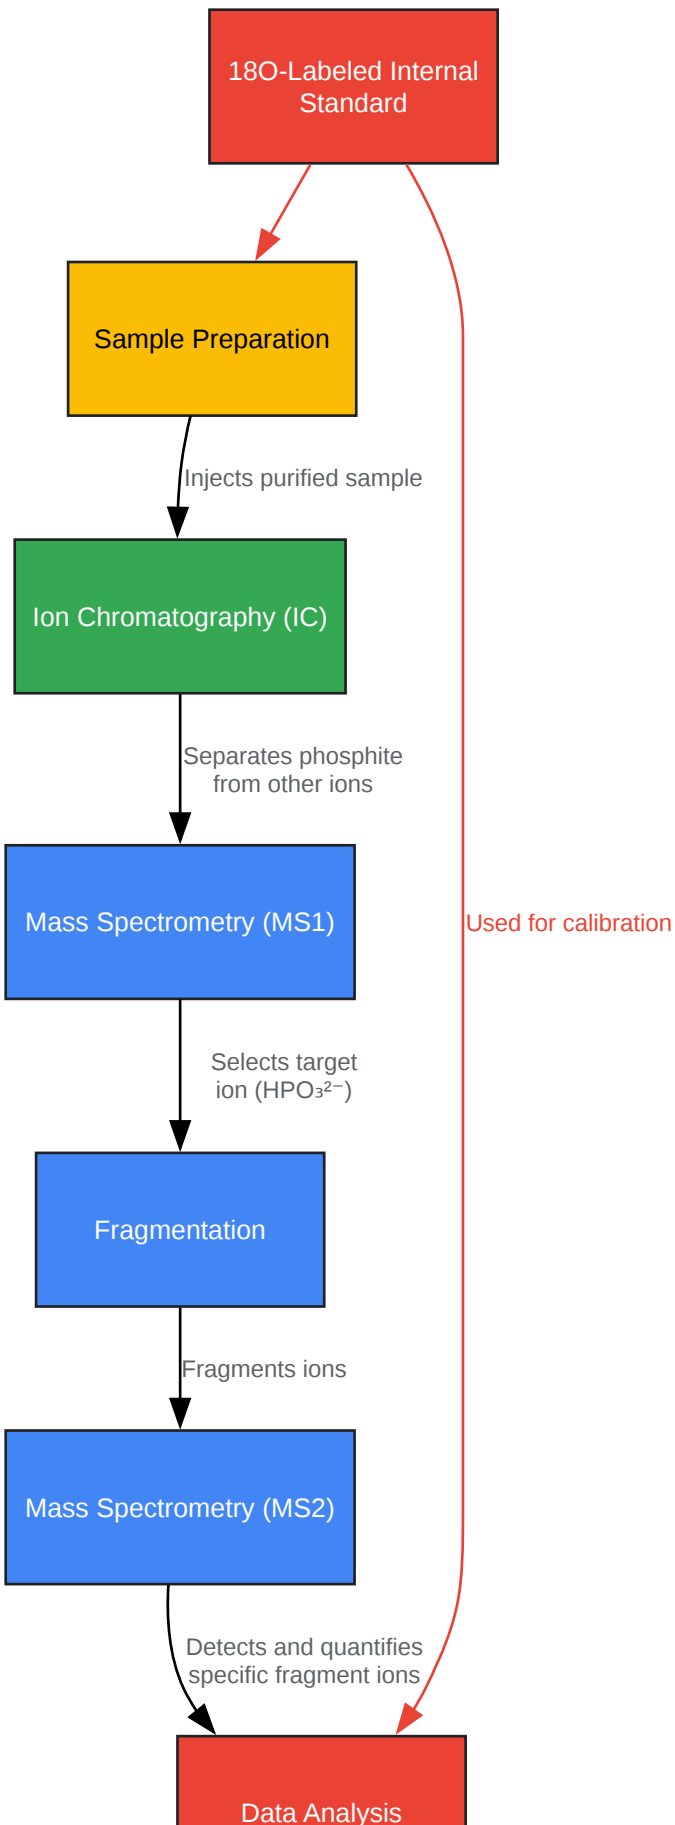 18O-Labeled Internal
Standard
Sample Preparation
Injects purified sample
Ion Chromatography (IC)
Separates phosphite
from other ions
Mass Spectrometry (MS1)
Used for calibration
Selects target
ion (HPO₃²⁻)
Fragmentation
Fragments ions
Mass Spectrometry (MS2)
Detects and quantifies
specific fragment ions
Data Analysis